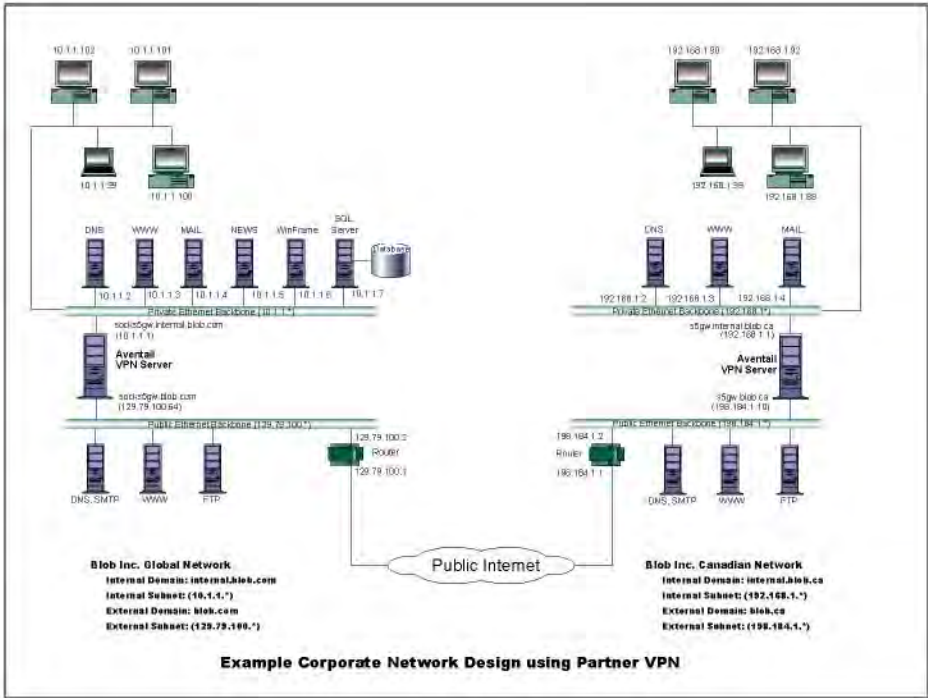 10.1.1.102
10.1.1.101
192.168.1.90
192.168.1.92
10.1.1.99
10.1.1.100
192.168.1.99
192.168.1.88
DNS
WWW
MAIL
NEWS
WinFrame
SQL
Server
Database
DNS
WWW
MAIL
10.1.1.2
10.1.1.3
10.1.1.4
10.1.1.5
10.1.1.6
10.1.1.7
192.168.1.2
192.168.1.3
192.168.1.4
Private Ethernet Backbone (10.1.1.*)
Private Ethernet Backbone (192.168.1*)
socks5gw.internal.blob.com
(10.1.1.1)
s5gw.internal.blob.ca
(192.168.1.1)
Aventail
VPN Server
Aventail
VPN Server
socks5gw.blob.com
(129.79.100.64)
s5gw.blob.ca
(198.184.1.10)
Public Ethernet Backbone (129.79.100.*)
Public Ethernet Backbone (198.184.1.*)
129.79.100.2
Router
129.79.100.1
198.184.1.2
Router
198.184.1.1
DNS, SMTP
WWW
FTP
DNS, SMTP
WWW
FTP
Public Internet
Blob Inc. Global Network
Internal Domain: internal.blob.com
Internal Subnet: (10.1.1.*)
External Domain: blob.com
External Subnet: (129.79.100.*)
Blob Inc. Canadian Network
Internal Domain: internal.blob.ca
Internal Subnet: (192.168.1.*)
External Domain: blob.ca
External Subnet: (198.184.1.*)
Example Corporate Network Design using Partner VPN